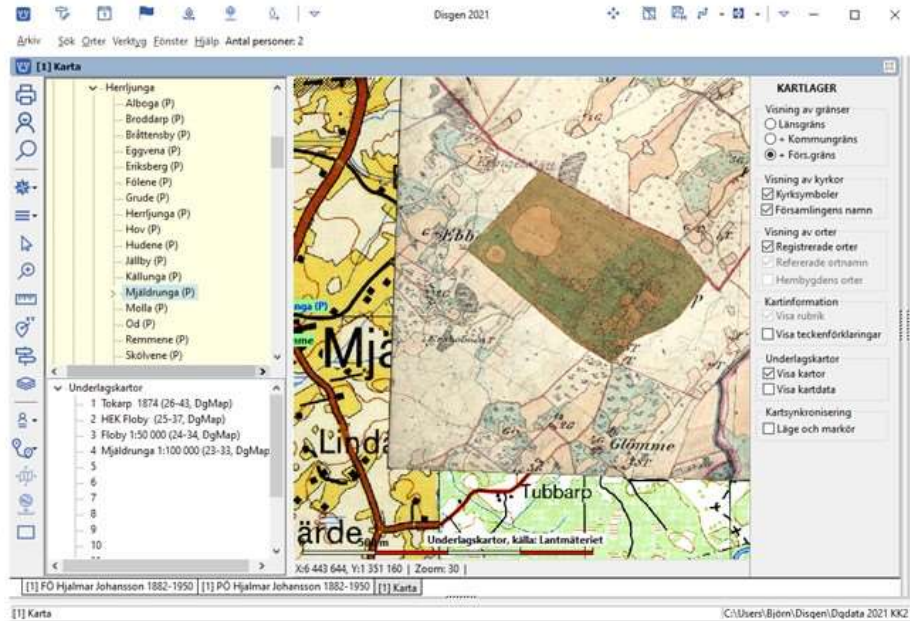 Disgen 2021
Arkiv Sök Orter Verktyg Fönster Hjälp Antal personer: 2
[1] Karta
Herrljunga
Alboga (P)
Broddarp (P)
Bråttensby (P)
Eggvena (P)
Eriksberg (P)
Fölene (P)
Grude (P)
Herrljunga (P)
Hov (P)
Hudene (P)
Jällby (P)
Källunga (P)
Mjäldrunga (P)
Molla (P)
Od (P)
Remmene (P)
Skölvene (P)
Underlagskartor
1 Tokarp 1874 (26-43, DgMap)
2 HEK Floby (25-37, DgMap)
3 Floby 1:50 000 (24-34, DgMap)
4 Mjäldrunga 1:100 000 (23-33, DgMap
5
6
7
8
9
10
Ebb
nga (P)
me
Mjä
Lindä
Glömme
Tubbarp
ärde
500 m
Underlagskartor, källa: Lantmäteriet
X:6 443 644, Y:1 351 160 | Zoom: 30 |
KARTLAGER
Visning av gränser
Länsgräns
+ Kommungräns
+ Förs.gräns
Visning av kyrkor
Kyrksymboler
Församlingens namn
Visning av orter
Registrerade orter
Refererade ortnamn
Hembygdens orter
Kartinformation
Visa rubrik
Visa teckenförklaringar
Underlagskartor
Visa kartor
Visa kartdata
Kartsynkronisering
Läge och markör
[1] FÖ Hjalmar Johansson 1882-1950 [1] PÖ Hjalmar Johansson 1882-1950 [1] Karta
[1] Karta
C:\Users\Björn\Disgen\Dgdata 2021 KK2